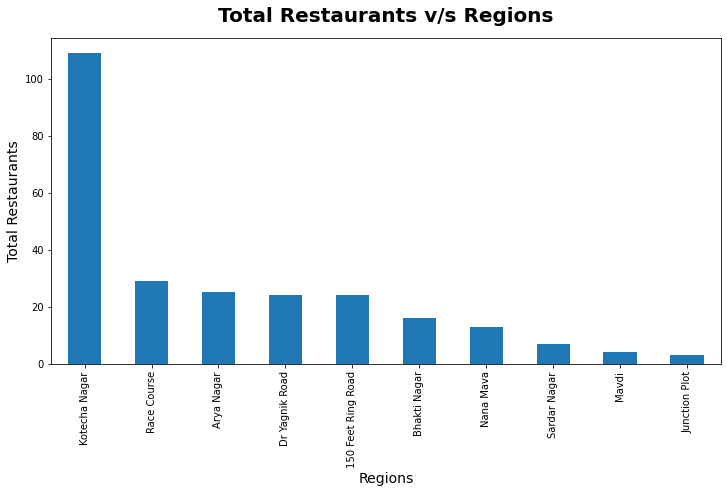 Total Restaurants v/s Regions
Total Restaurants
100
80
60
40
20
0
Kotecha Nagar
Race Course
Arya Nagar
Dr Yagnik Road
150 Feet Ring Road
Bhakti Nagar
Nana Mava
Sardar Nagar
Mavdi
Junction Plot
Regions